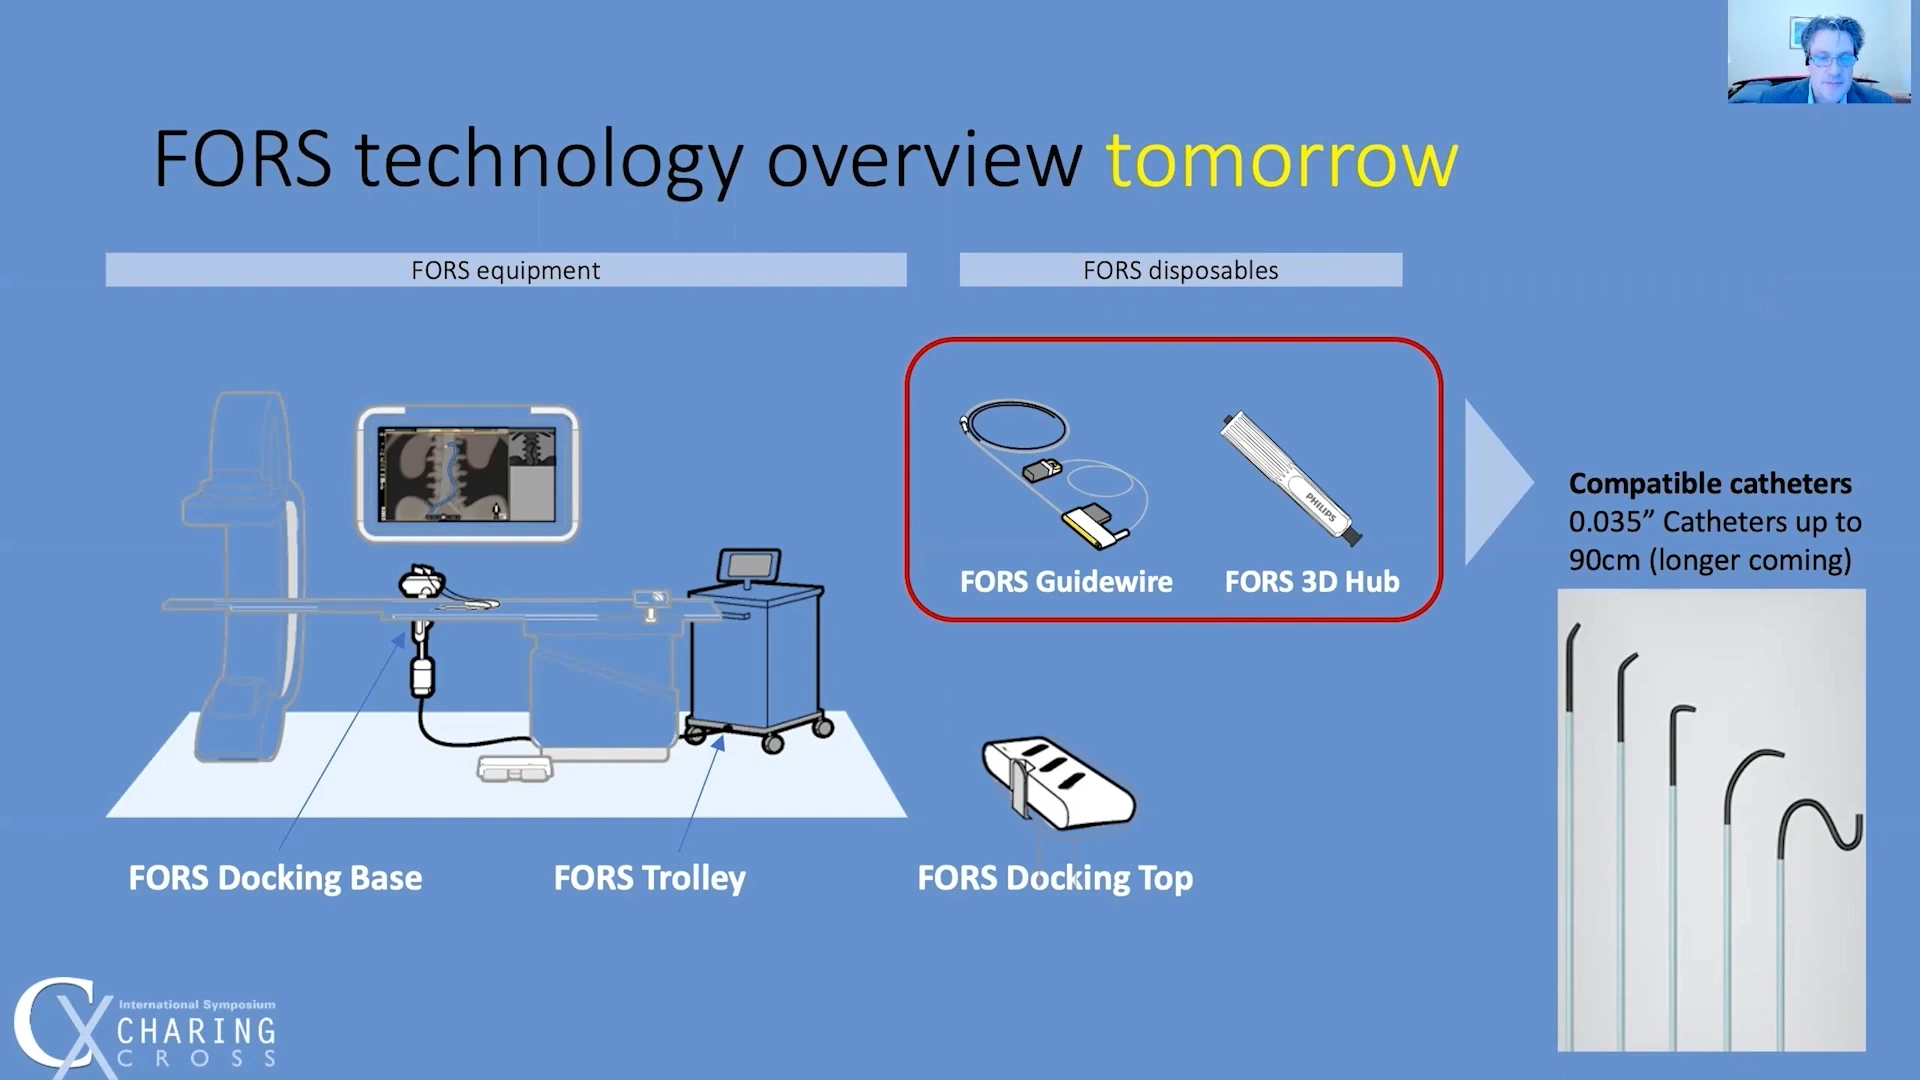 FORS technology overview tomorrow
FORS equipment
FORS disposables
PHILIPS
FORS Guidewire
FORS 3D Hub
Compatible catheters
0.035” Catheters up to
90cm (longer coming)
FORS Docking Base
FORS Trolley
FORS Docking Top
International Symposium
CX
CHARING
CROSS